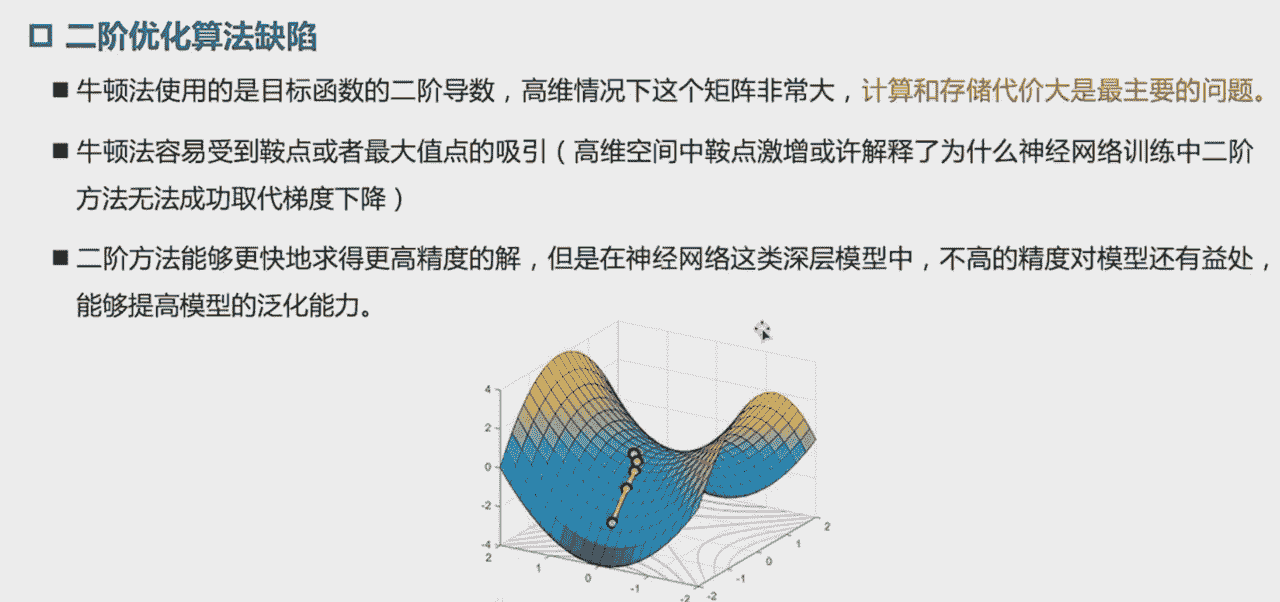 二阶优化算法缺陷
牛顿法使用的是目标函数的二阶导数，高维情况下这个矩阵非常大，计算和存储代价大是最主要的问题。
牛顿法容易受到鞍点或者最大值点的吸引（高维空间中鞍点激增或许解释了为什么神经网络训练中二阶
方法无法成功取代梯度下降）
二阶方法能够更快地求得更高精度的解，但是在神经网络这类深层模型中，不高的精度对模型还有益处，
能够提高模型的泛化能力。
4
2
0
-2
-4
2
1
0
-1
-2
-2
-1
0
1
2